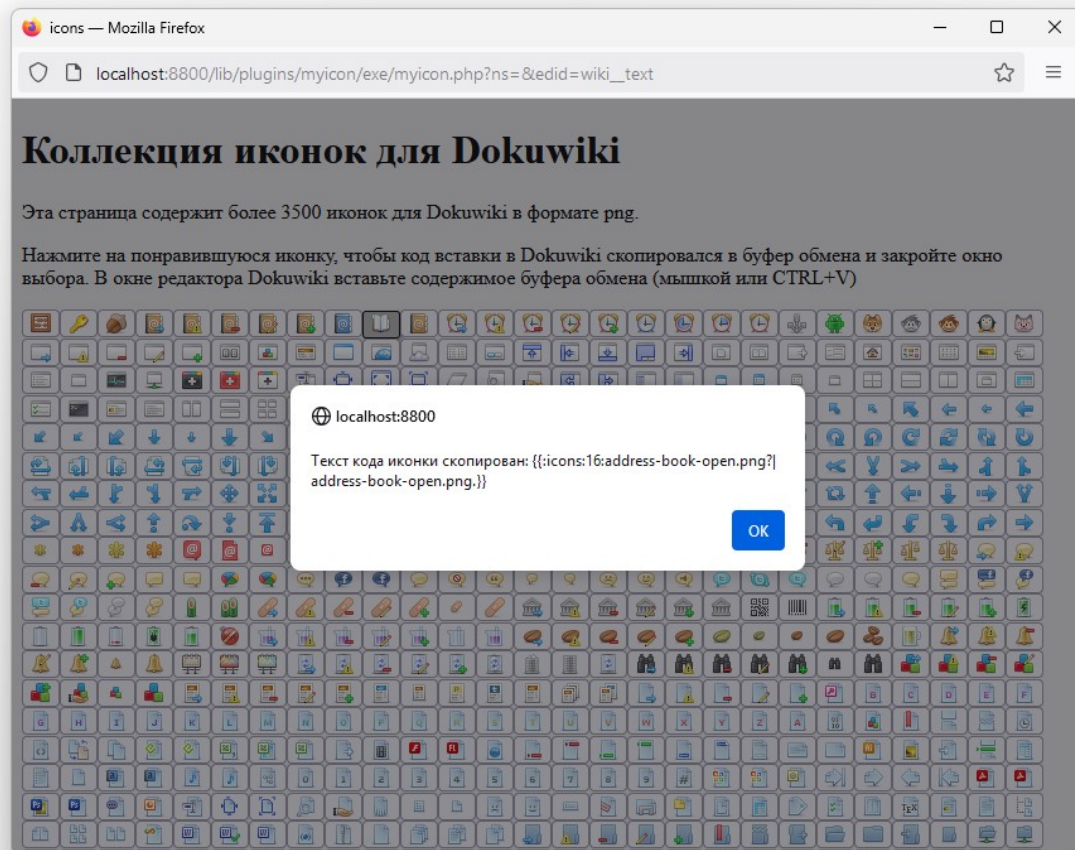 icons — Mozilla Firefox
localhost:8800/lib/plugins/myicon/exe/myicon.php?ns=&edid=wiki__text
Коллекция иконок для Dokuwiki
Эта страница содержит более 3500 иконок для Dokuwiki в формате png.
Нажмите на понравившуюся иконку, чтобы код вставки в Dokuwiki скопировался в буфер обмена и закройте окно
выбора. В окне редактора Dokuwiki вставьте содержимое буфера обмена (мышкой или CTRL+V)
localhost:8800
Текст кода иконки скопирован: {{:icons:16:address-book-open.png?|
address-book-open.png.}}
OK